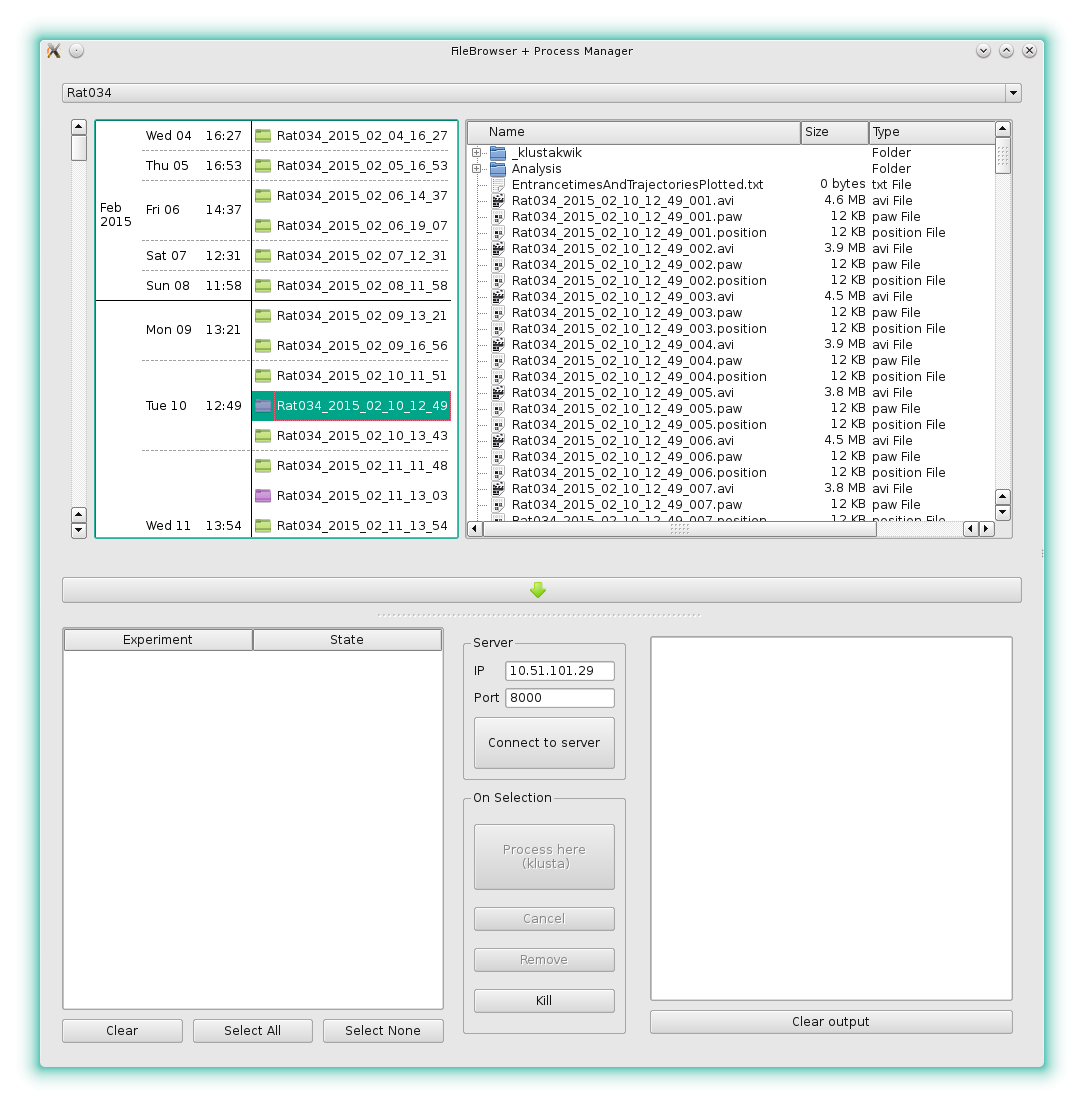 FileBrowser + Process Manager
Rat034
Wed 04 16:27 Rat034_2015_02_04_16_27
Thu 05 16:53 Rat034_2015_02_05_16_53
Rat034_2015_02_06_14_37
Feb 2015 Fri 06 14:37
Rat034_2015_02_06_19_07
Sat 07 12:31 Rat034_2015_02_07_12_31
Sun 08 11:58 Rat034_2015_02_08_11_58
Rat034_2015_02_09_13_21
Mon 09 13:21
Rat034_2015_02_09_16_56
Rat034_2015_02_10_11_51
Tue 10 12:49 Rat034_2015_02_10_12_49
Rat034_2015_02_10_13_43
Rat034_2015_02_11_11_48
Rat034_2015_02_11_13_03
Wed 11 13:54 Rat034_2015_02_11_13_54
Name Size Type
_klustakwik Folder
Analysis Folder
EntrancetimesAndTrajectoriesPlotted.txt 0 bytes txt File
Rat034_2015_02_10_12_49_001.avi 4.6 MB avi File
Rat034_2015_02_10_12_49_001.paw 12 KB paw File
Rat034_2015_02_10_12_49_001.position 12 KB position File
Rat034_2015_02_10_12_49_002.avi 3.9 MB avi File
Rat034_2015_02_10_12_49_002.paw 12 KB paw File
Rat034_2015_02_10_12_49_002.position 12 KB position File
Rat034_2015_02_10_12_49_003.avi 4.5 MB avi File
Rat034_2015_02_10_12_49_003.paw 12 KB paw File
Rat034_2015_02_10_12_49_003.position 12 KB position File
Rat034_2015_02_10_12_49_004.avi 3.9 MB avi File
Rat034_2015_02_10_12_49_004.paw 12 KB paw File
Rat034_2015_02_10_12_49_004.position 12 KB position File
Rat034_2015_02_10_12_49_005.avi 3.8 MB avi File
Rat034_2015_02_10_12_49_005.paw 12 KB paw File
Rat034_2015_02_10_12_49_005.position 12 KB position File
Rat034_2015_02_10_12_49_006.avi 4.5 MB avi File
Rat034_2015_02_10_12_49_006.paw 12 KB paw File
Rat034_2015_02_10_12_49_006.position 12 KB position File
Rat034_2015_02_10_12_49_007.avi 3.8 MB avi File
Rat034_2015_02_10_12_49_007.paw 12 KB paw File
Rat034_2015_02_10_12_49_007.position 12 KB position File
Experiment State
Clear Select All Select None
Server
IP 10.51.101.29
Port 8000
Connect to server
On Selection
Process here
(klusta)
Cancel
Remove
Kill
Clear output